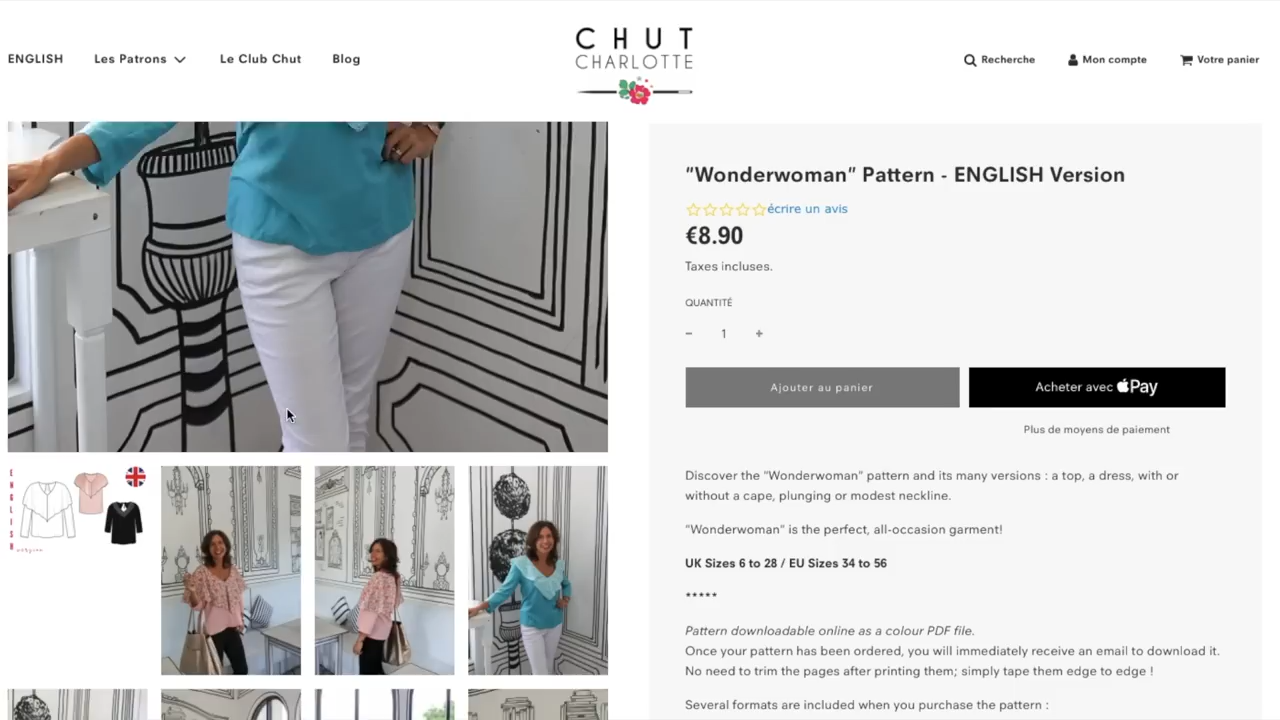 ENGLISH
Les Patrons
Le Club Chut
Blog
CHUT
CHARLOTTE
Recherche
Mon compte
Votre panier
"Wonderwoman" Pattern - ENGLISH Version
écrire un avis
€8.90
Taxes incluses.
QUANTITÉ
− 1 +
Ajouter au panier
Acheter avec Pay
Plus de moyens de paiement
Discover the "Wonderwoman" pattern and its many versions : a top, a dress, with or
without a cape, plunging or modest neckline.
"Wonderwoman" is the perfect, all-occasion garment!
UK Sizes 6 to 28 / EU Sizes 34 to 56
*****
Pattern downloadable online as a colour PDF file.
Once your pattern has been ordered, you will immediately receive an email to download it.
No need to trim the pages after printing them; simply tape them edge to edge !
Several formats are included when you purchase the pattern :
ENGLISH
version